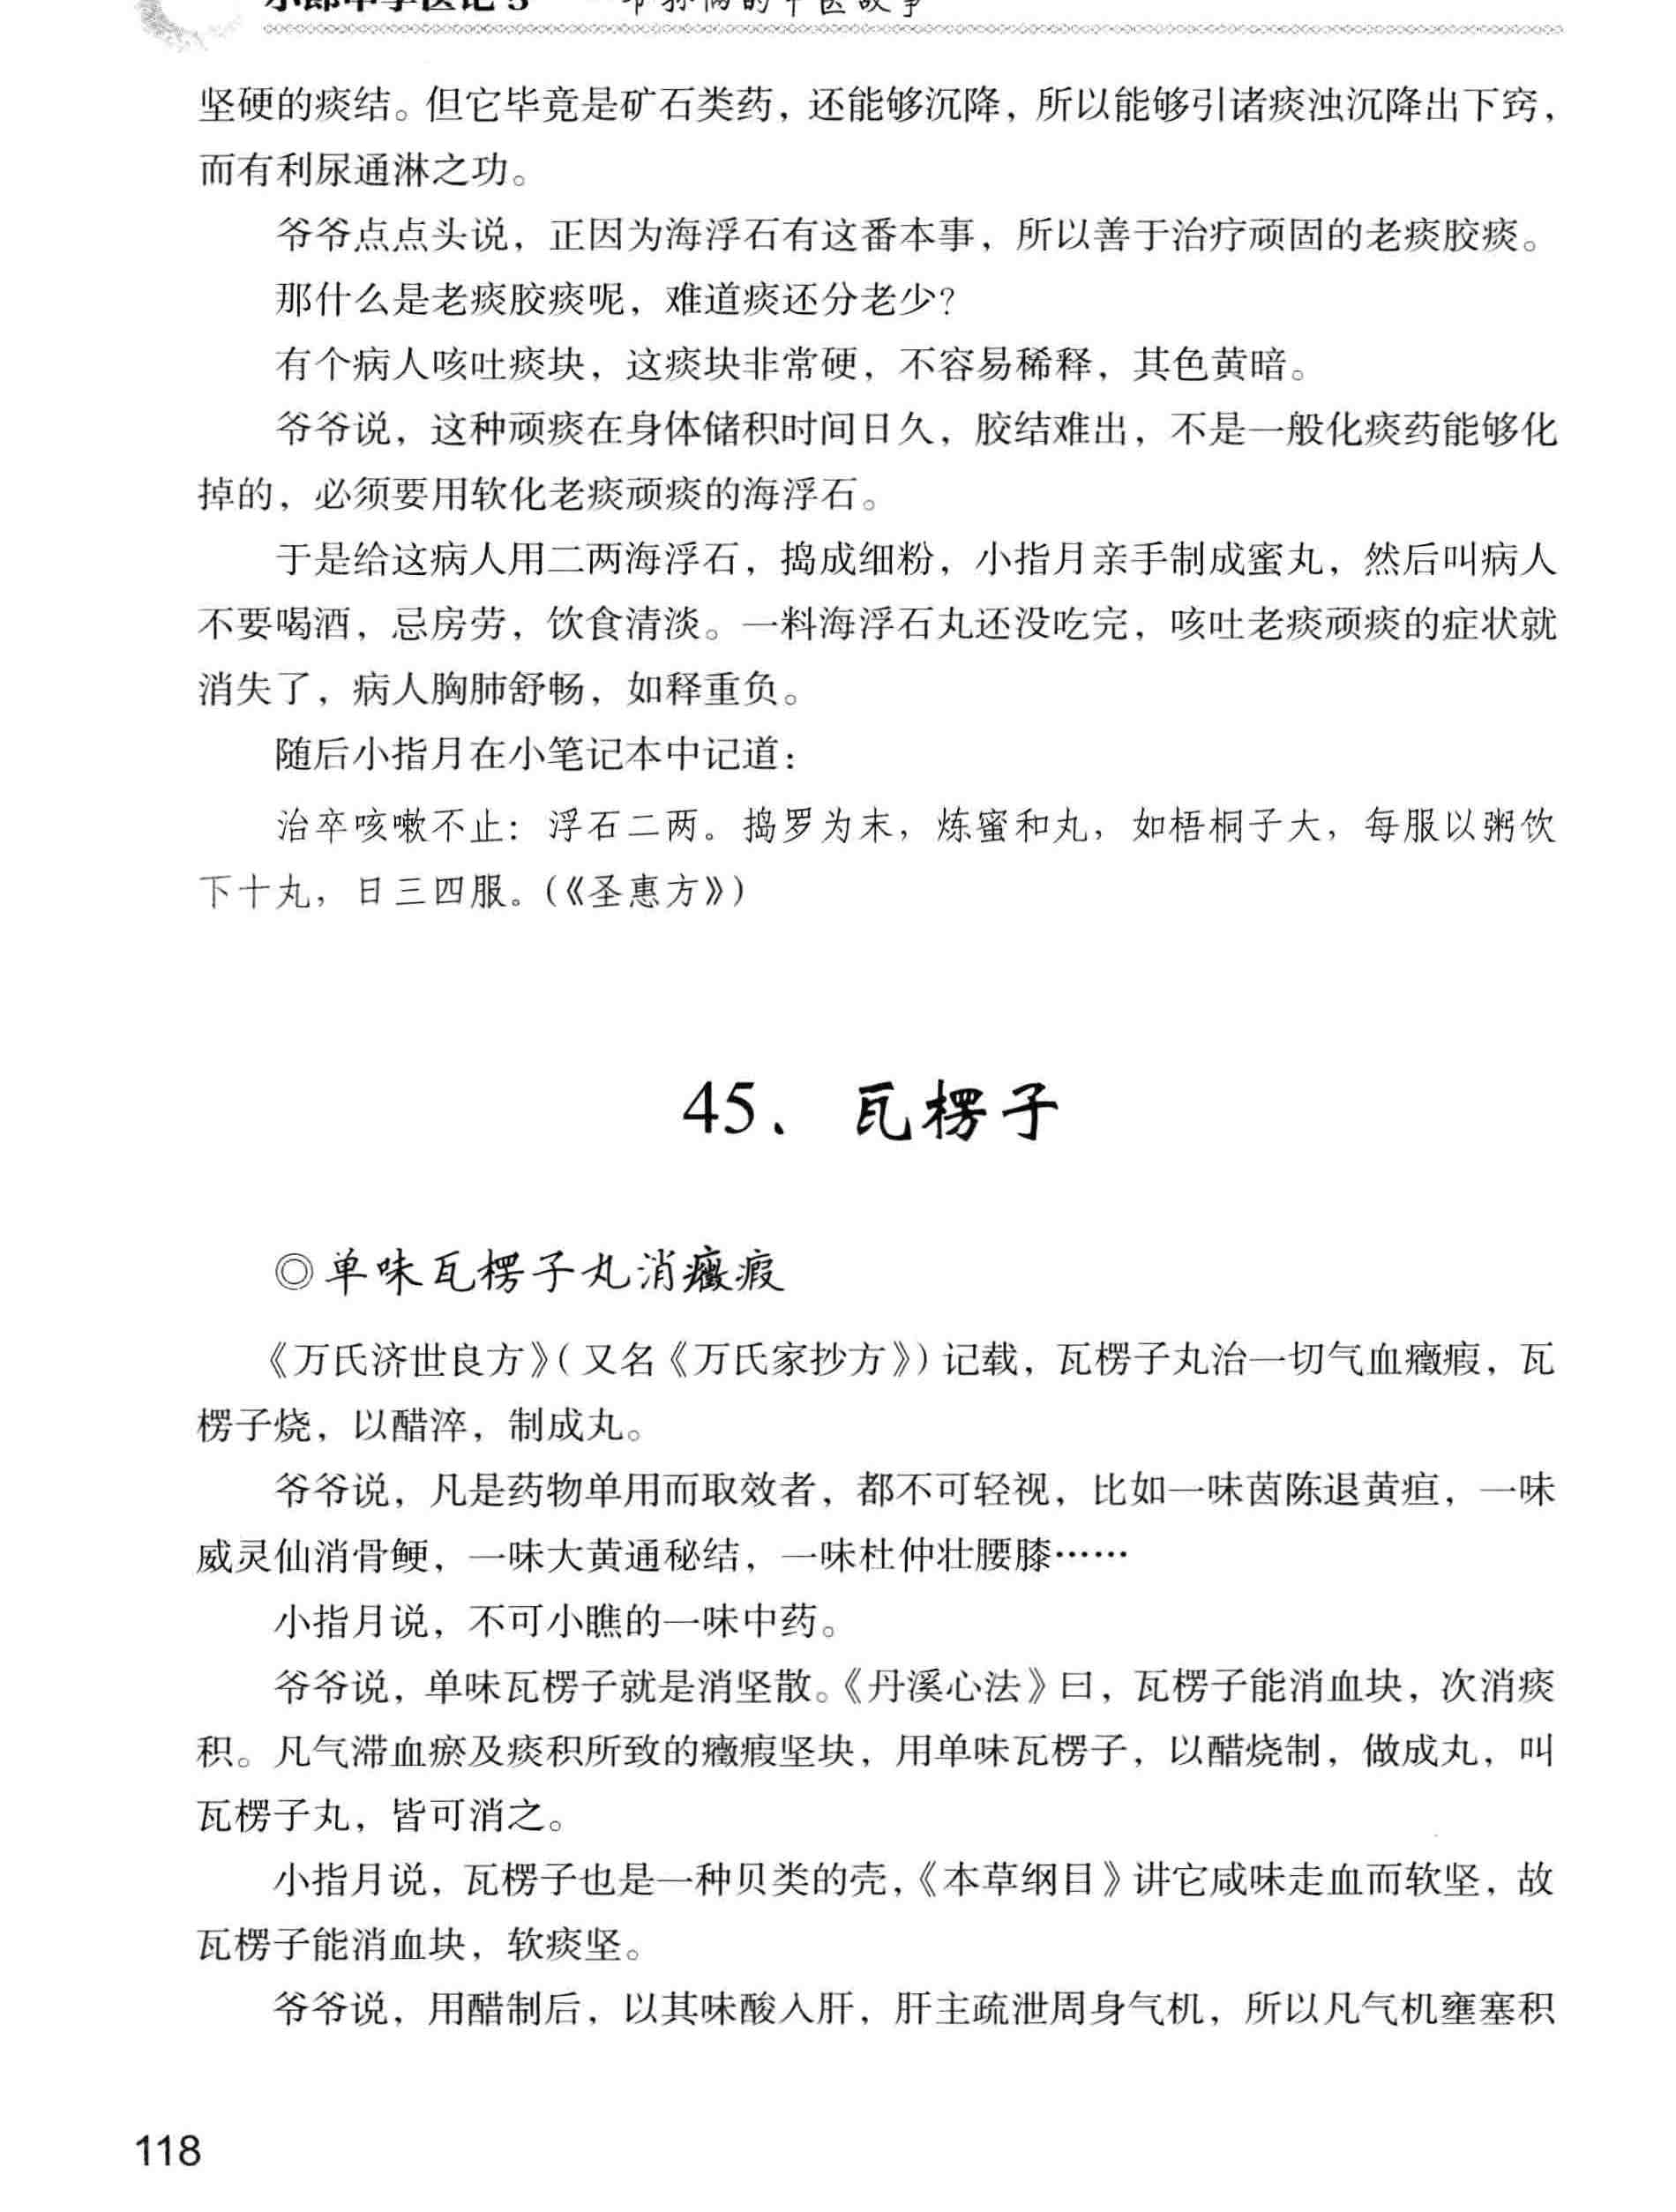 坚硬的痰结。但它毕竟是矿石类药，还能够沉降，所以能够引诸痰浊沉降出下窍，
而有利尿通淋之功。
爷爷点点头说，正因为海浮石有这番本事，所以善于治疗顽固的老痰胶痰。
那什么是老痰胶痰呢，难道痰还分老少？
有个病人咳吐痰块，这痰块非常硬，不容易稀释，其色黄暗。
爷爷说，这种顽痰在身体储积时间日久，胶结难出，不是一般化痰药能够化
掉的，必须要用软化老痰顽痰的海浮石。
于是给这病人用二两海浮石，捣成细粉，小指月亲手制成蜜丸，然后叫病人
不要喝酒，忌房劳，饮食清淡。一料海浮石丸还没吃完，咳吐老痰顽痰的症状就
消失了，病人胸肺舒畅，如释重负。
随后小指月在小笔记本中记道：
治卒咳嗽不止：浮石二两。捣罗为末，炼蜜和丸，如梧桐子大，每服以粥饮
下十丸，日三四服。(《圣惠方》)
45、瓦楞子
◎单味瓦楞子丸消癥瘕
《万氏济世良方》(又名《万氏家抄方》)记载，瓦楞子丸治一切气血癥瘕，瓦
楞子烧，以醋淬，制成丸。
爷爷说，凡是药物单用而取效者，都不可轻视，比如一味茵陈退黄疸，一味
威灵仙消骨鲠，一味大黄通秘结，一味杜仲壮腰膝……
小指月说，不可小瞧的一味中药。
爷爷说，单味瓦楞子就是消坚散。《丹溪心法》曰，瓦楞子能消血块，次消痰
积。凡气滞血瘀及痰积所致的癥瘕坚块，用单味瓦楞子，以醋烧制，做成丸，叫
瓦楞子丸，皆可消之。
小指月说，瓦楞子也是一种贝类的壳，《本草纲目》讲它咸味走血而软坚，故
瓦楞子能消血块，软痰坚。
爷爷说，用醋制后，以其味酸入肝，肝主疏泄周身气机，所以凡气机壅塞积
118